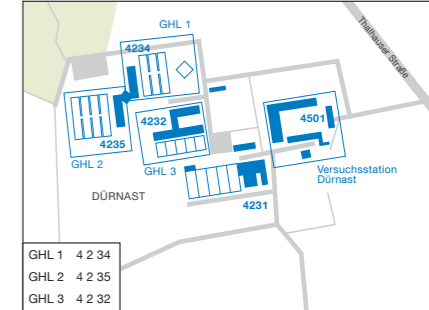 GHL 1
Thalhauser Straße
4234
4232
4501
4235
GHL 2
GHL 3
Versuchsstation
Dürnast
DÜRNAST
4231
GHL 1 4 2 34
GHL 2 4 2 35
GHL 3 4 2 32